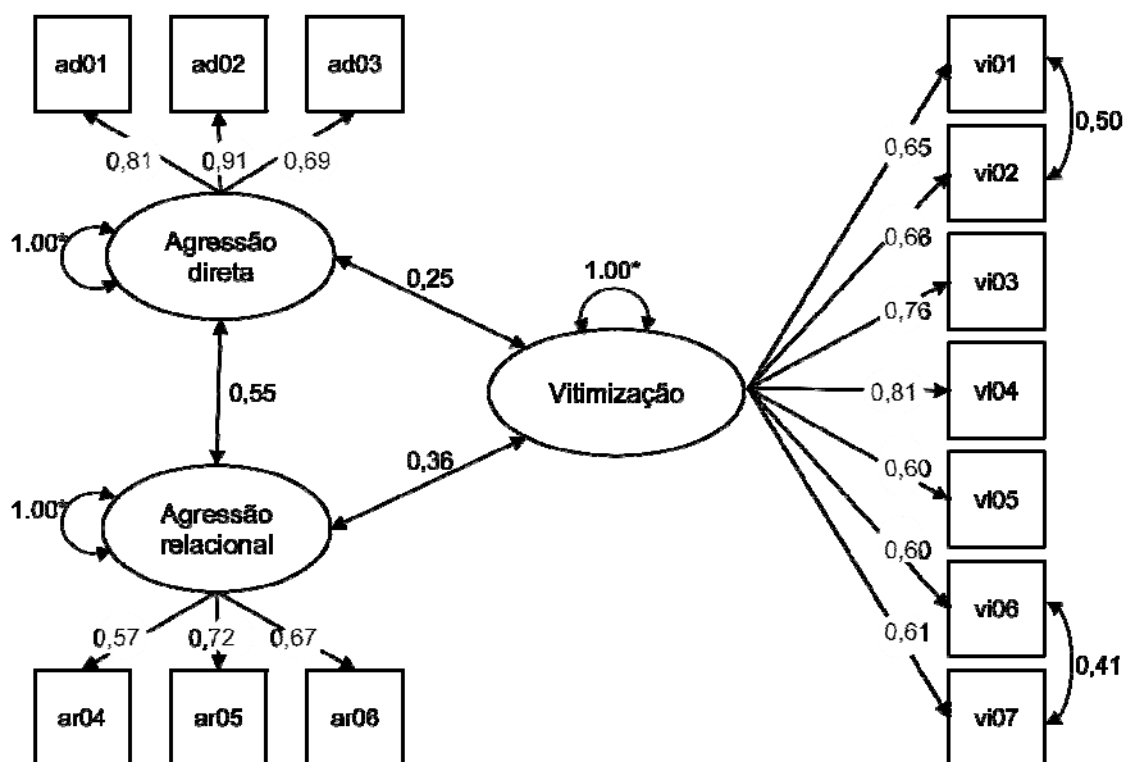 ad01
ad02
ad03
vi01
0,50
0,81
0,91
0,69
0,65
vi02
1.00*
Agressão
direta
0,68
0,25
1.00*
vi03
0,76
0,55
Vitimização
0,81
vi04
0,36
0,60
vi05
1.00*
Agressão
relacional
0,60
vi06
0,57
0,72
0,67
0,61
0,41
ar04
ar05
ar06
vi07